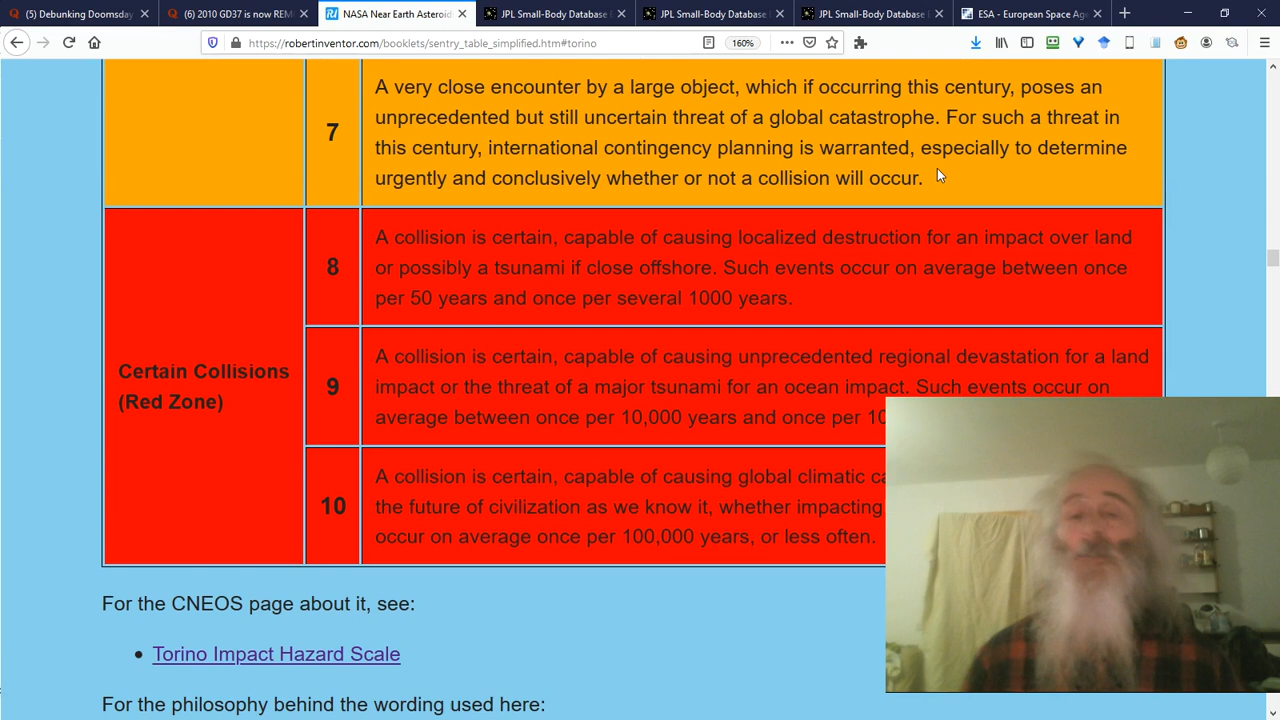 (5) Debunking Doomsday
(6) 2010 GD37 is now REM
NASA Near Earth Asteroid
JPL Small-Body Database
JPL Small-Body Database
JPL Small-Body Database
ESA - European Space Age
https://robertinventor.com/booklets/sentry_table_simplified.htm#torino
160%
7
A very close encounter by a large object, which if occurring this century, poses an
unprecedented but still uncertain threat of a global catastrophe. For such a threat in
this century, international contingency planning is warranted, especially to determine
urgently and conclusively whether or not a collision will occur.
Certain Collisions
(Red Zone)
8
A collision is certain, capable of causing localized destruction for an impact over land
or possibly a tsunami if close offshore. Such events occur on average between once
per 50 years and once per several 1000 years.
9
A collision is certain, capable of causing unprecedented regional devastation for a land
impact or the threat of a major tsunami for an ocean impact. Such events occur on
average between once per 10,000 years and once per 10
10
A collision is certain, capable of causing global climatic ca
the future of civilization as we know it, whether impacting
occur on average once per 100,000 years, or less often.
For the CNEOS page about it, see:
• Torino Impact Hazard Scale
For the philosophy behind the wording used here: